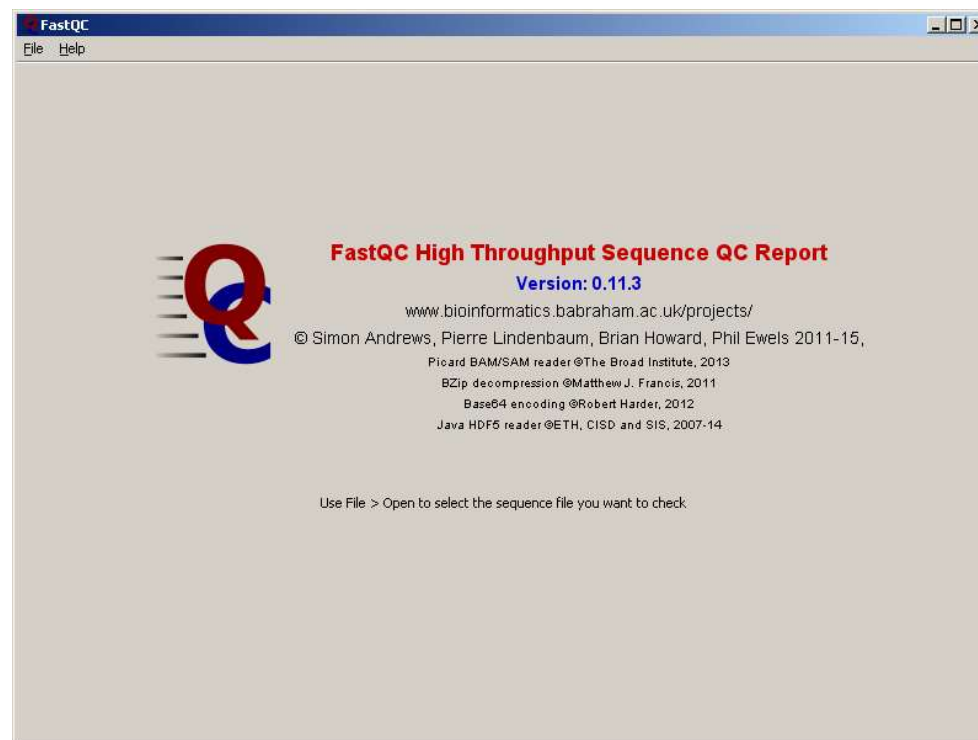 FastQC
File Help
FastQC High Throughput Sequence QC Report
Version: 0.11.3
www.bioinformatics.babraham.ac.uk/projects/
© Simon Andrews, Pierre Lindenbaum, Brian Howard, Phil Ewels 2011-15,
Picard BAM/SAM reader ©The Broad Institute, 2013
BZip decompression ©Matthew J. Francis, 2011
Base64 encoding ©Robert Harder, 2012
Java HDF5 reader ©ETH, CISD and SIS, 2007-14
Use File > Open to select the sequence file you want to check